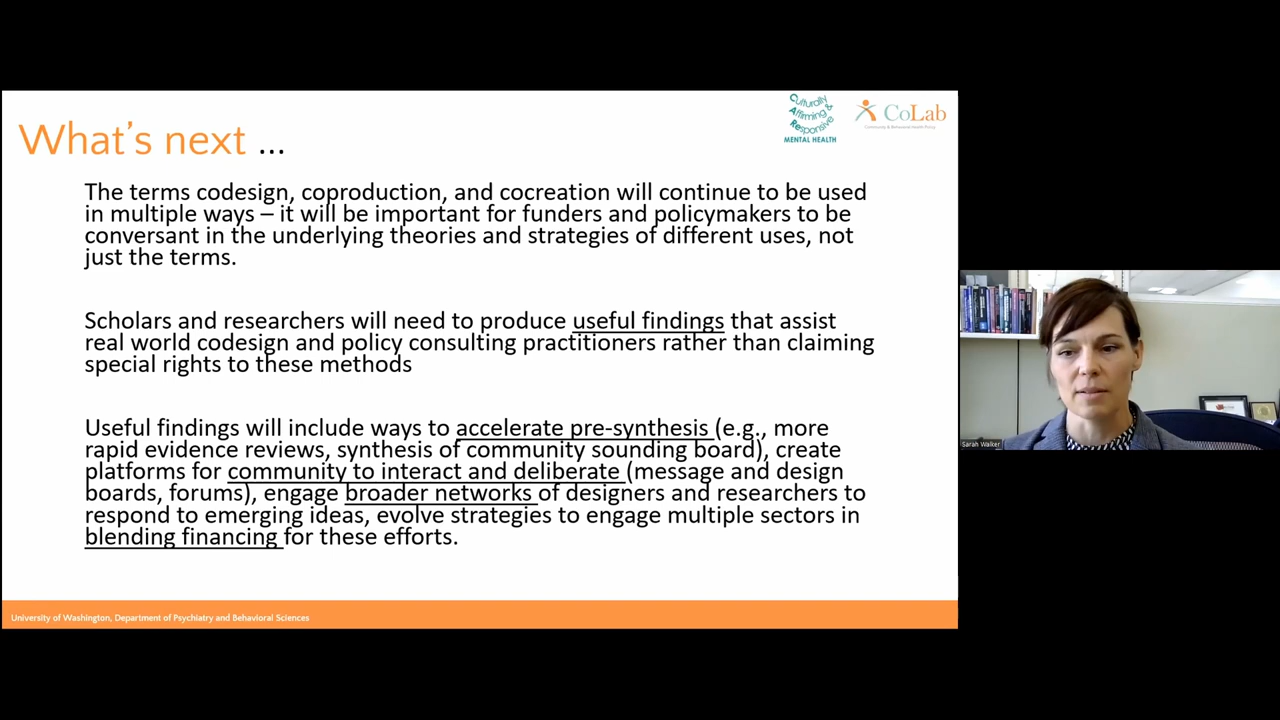 What's next ...
Culturally
Affirming &
Responsive
MENTAL HEALTH
CoLab
Community & Behavioral Health Policy
The terms codesign, coproduction, and cocreation will continue to be used
in multiple ways – it will be important for funders and policymakers to be
conversant in the underlying theories and strategies of different uses, not
just the terms.
Scholars and researchers will need to produce useful findings that assist
real world codesign and policy consulting practitioners rather than claiming
special rights to these methods
Useful findings will include ways to accelerate pre-synthesis (e.g., more
rapid evidence reviews, synthesis of community sounding board), create
platforms for community to interact and deliberate (message and design
boards, forums), engage broader networks of designers and researchers to
respond to emerging ideas, evolve strategies to engage multiple sectors in
blending financing for these efforts.
University of Washington, Department of Psychiatry and Behavioral Sciences
Sarah Walker